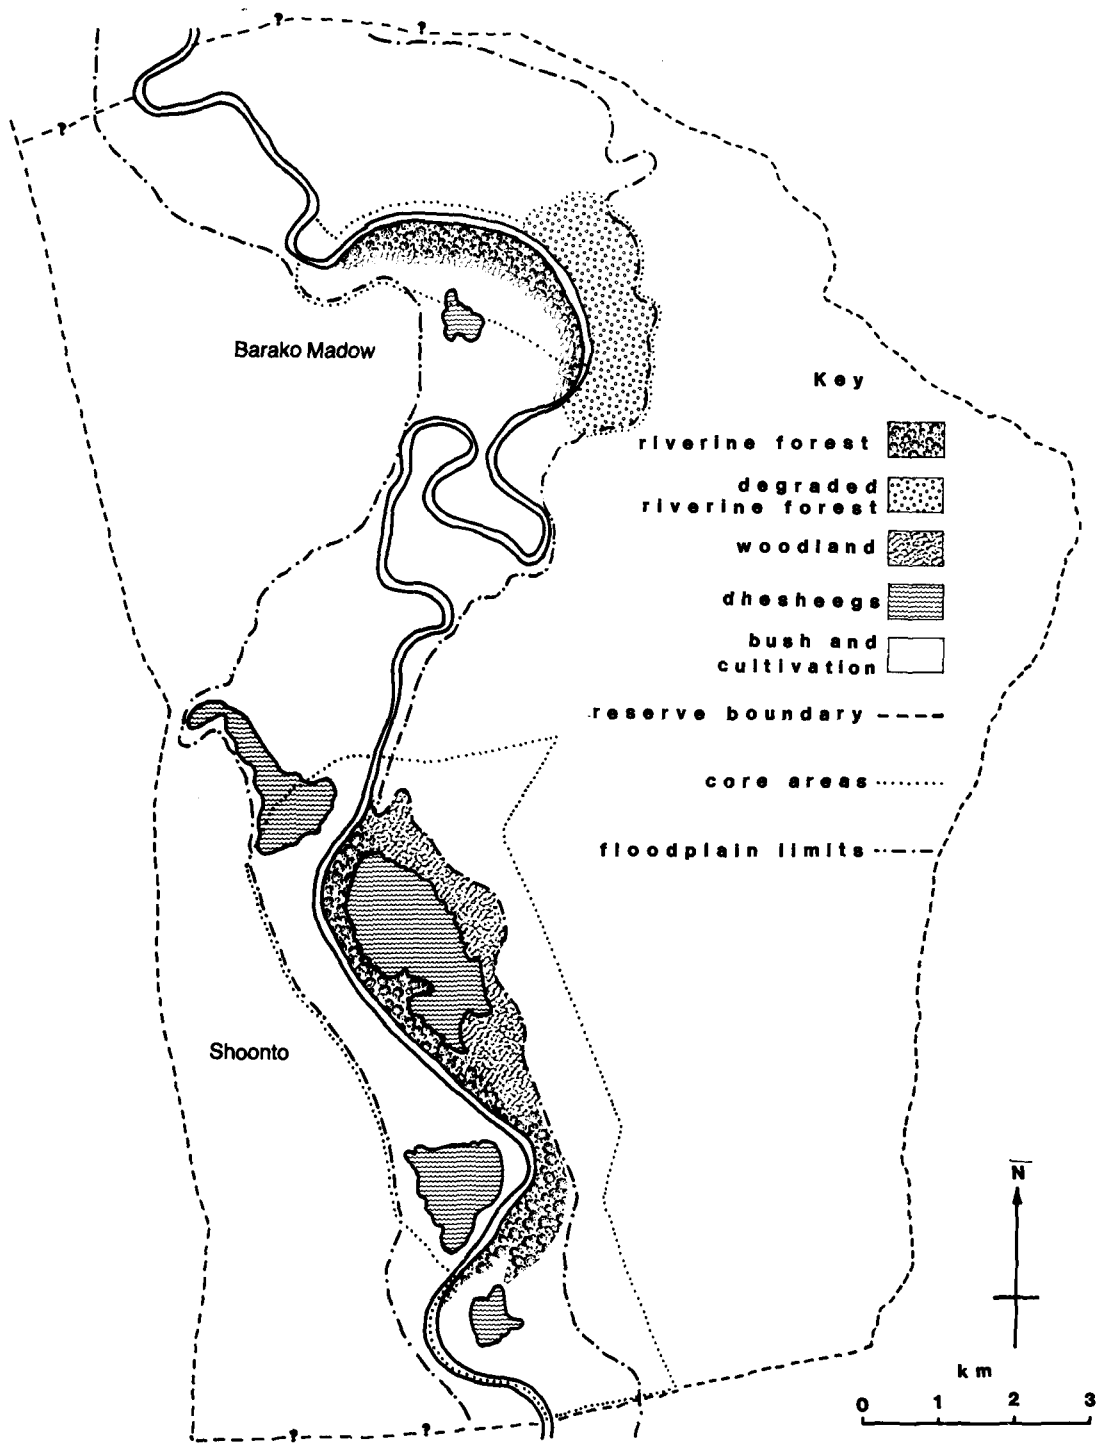 ?
?
?
Barako Madow
Key
riverine forest
degraded
riverine forest
woodland
dhesheegs
bush and
cultivation
reserve boundary
core areas
floodplain limits
Shoonto
N
km
0 1 2 3
?
?